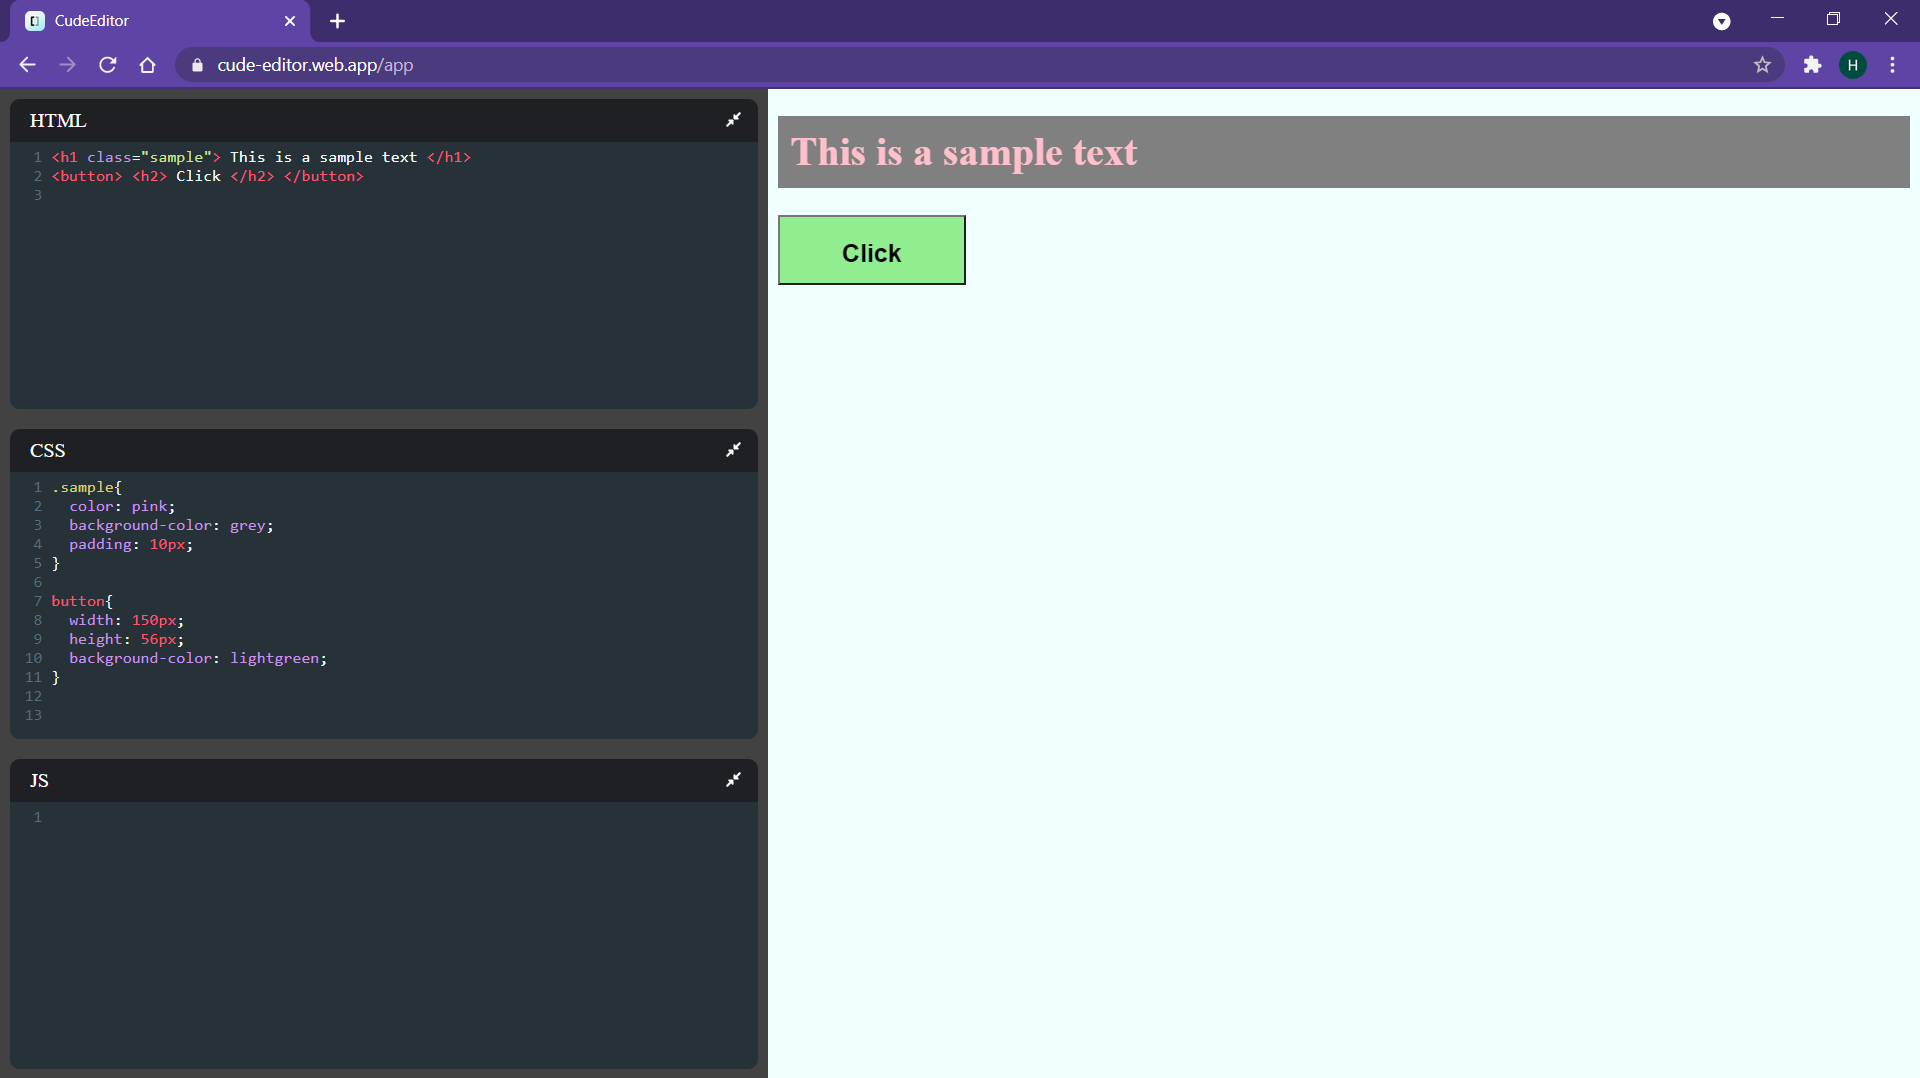 CudeEditor
cude-editor.web.app/app
H
HTML
1 <h1 class="sample"> This is a sample text </h1>
2 <button> <h2> Click </h2> </button>
3
CSS
1 .sample{
2   color: pink;
3   background-color: grey;
4   padding: 10px;
5 }
6
7 button{
8   width: 150px;
9   height: 56px;
10   background-color: lightgreen;
11 }
12
13
JS
1
This is a sample text
Click